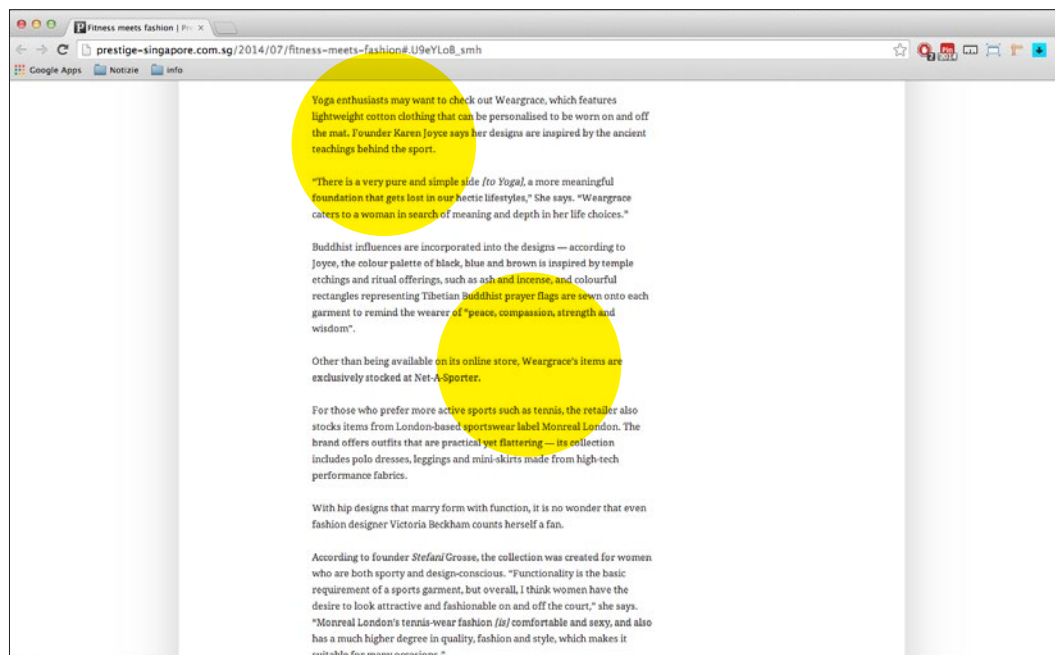 Fitness meets fashion | Pre
prestige-singapore.com.sg/2014/07/fitness-meets-fashion#.U9eYLoB_smh
Google Apps Notizie info
Yoga enthusiasts may want to check out Weargrace, which features
lightweight cotton clothing that can be personalised to be worn on and off
the mat. Founder Karen Joyce says her designs are inspired by the ancient
teachings behind the sport.
“There is a very pure and simple side [to Yoga], a more meaningful
foundation that gets lost in our hectic lifestyles,” She says. “Weargrace
caters to a woman in search of meaning and depth in her life choices.”
Buddhist influences are incorporated into the designs — according to
Joyce, the colour palette of black, blue and brown is inspired by temple
etchings and ritual offerings, such as ash and incense, and colourful
rectangles representing Tibetian Buddhist prayer flags are sewn onto each
garment to remind the wearer of “peace, compassion, strength and
wisdom”.
Other than being available on its online store, Weargrace’s items are
exclusively stocked at Net-A-Sporter.
For those who prefer more active sports such as tennis, the retailer also
stocks items from London-based sportswear label Monreal London. The
brand offers outfits that are practical yet flattering — its collection
includes polo dresses, leggings and mini-skirts made from high-tech
performance fabrics.
With hip designs that marry form with function, it is no wonder that even
fashion designer Victoria Beckham counts herself a fan.
According to founder Stefani Grosse, the collection was created for women
who are both sporty and design-conscious. “Functionality is the basic
requirement of a sports garment, but overall, I think women have the
desire to look attractive and fashionable on and off the court,” she says.
“Monreal London’s tennis-wear fashion [is] comfortable and sexy, and also
has a much higher degree in quality, fashion and style, which makes it
suitable for many occasions.”